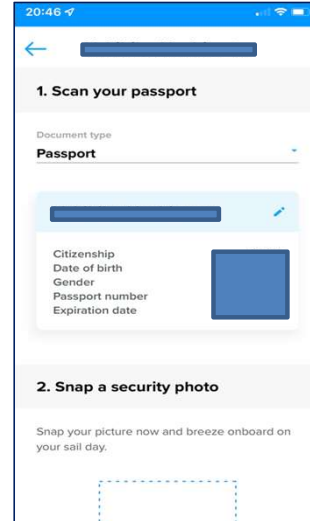 20:46
1. Scan your passport
Document type
Passport
Citizenship
Date of birth
Gender
Passport number
Expiration date
2. Snap a security photo
Snap your picture now and breeze onboard on
your sail day.